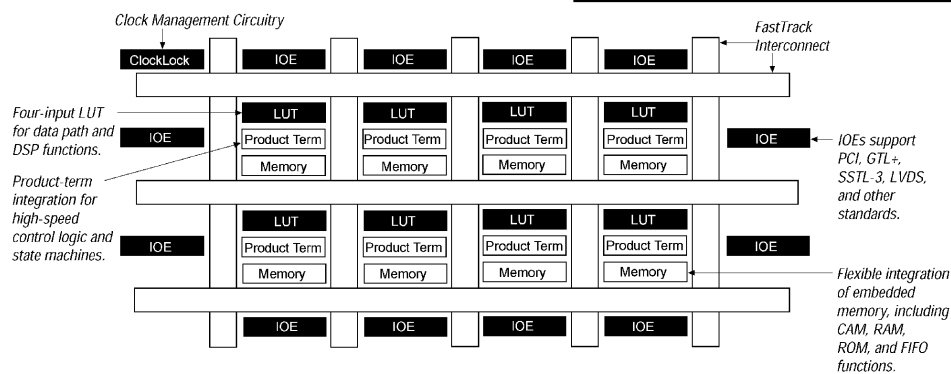 Clock Management Circuitry
FastTrack
Interconnect
ClockLock
IOE
IOE
IOE
IOE
Four-input LUT
for data path and
DSP functions.
LUT
LUT
LUT
LUT
IOE
Product Term
Product Term
Product Term
Product Term
IOE
IOEs support
PCI, GTL+,
SSTL-3, LVDS,
and other
standards.
Memory
Memory
Memory
Memory
Product-term
integration for
high-speed
control logic and
state machines.
LUT
LUT
LUT
LUT
IOE
Product Term
Product Term
Product Term
Product Term
IOE
Memory
Memory
Memory
Memory
Flexible integration
of embedded
memory, including
CAM, RAM,
ROM, and FIFO
functions.
IOE
IOE
IOE
IOE